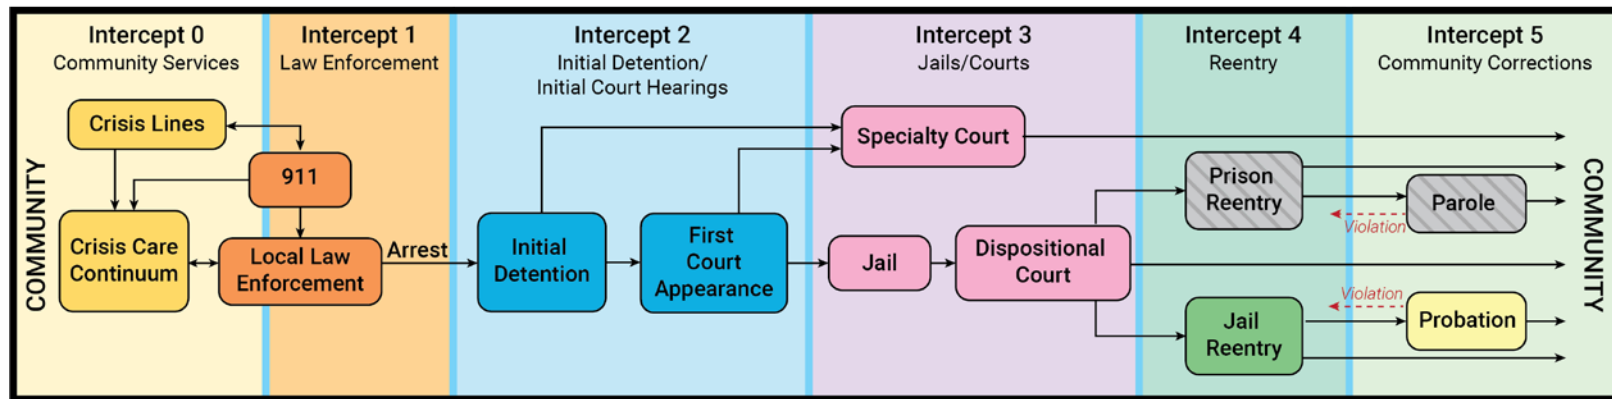 Intercept 0
Community Services
Intercept 1
Law Enforcement
Intercept 2
Initial Detention/
Initial Court Hearings
Intercept 3
Jails/Courts
Intercept 4
Reentry
Intercept 5
Community Corrections
COMMUNITY
Crisis Lines
911
Crisis Care
Continuum
Local Law
Enforcement
Arrest
Initial
Detention
First
Court
Appearance
Specialty Court
Jail
Dispositional
Court
Prison
Reentry
Parole
Violation
Jail
Reentry
Violation
Probation
COMMUNITY